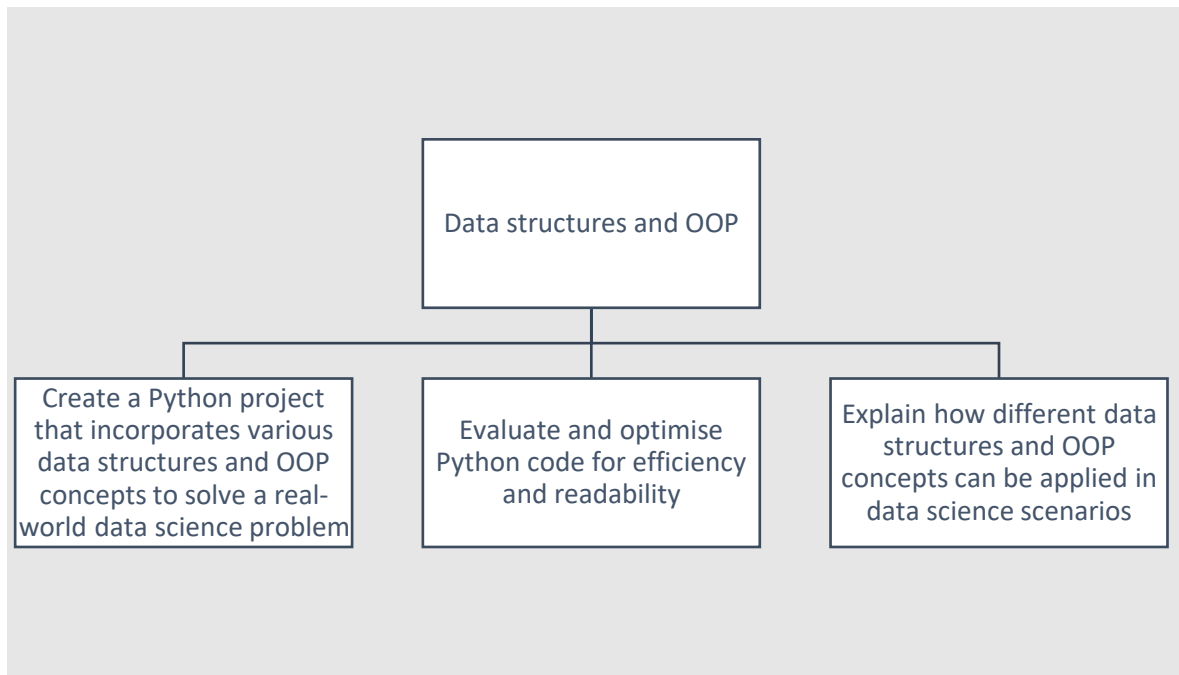 Data structures and OOP
Create a Python project
that incorporates various
data structures and OOP
concepts to solve a real-
world data science problem
Evaluate and optimise
Python code for efficiency
and readability
Explain how different data
structures and OOP
concepts can be applied in
data science scenarios